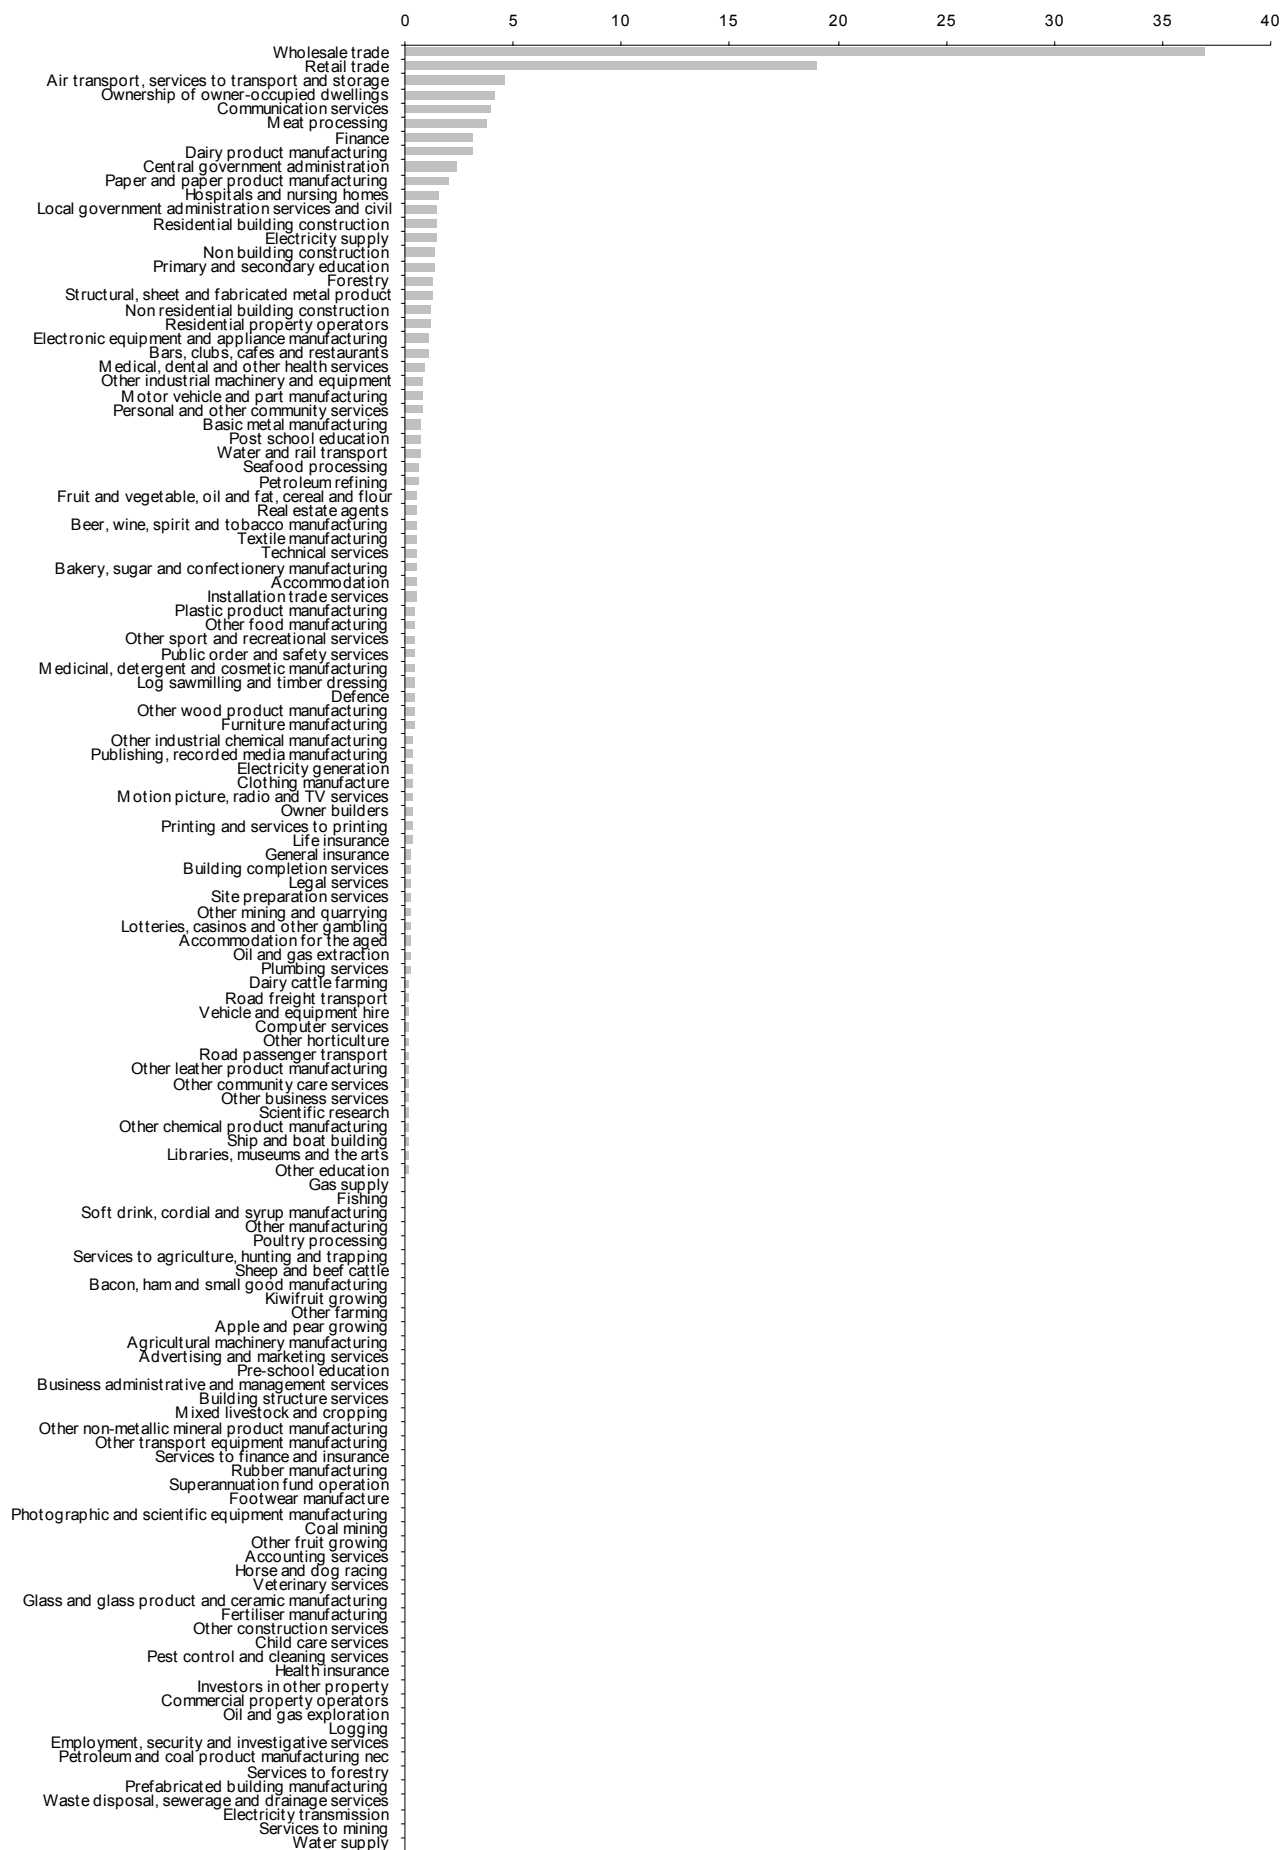 0 5 10 15 20 25 30 35 40
Wholesale trade
Retail trade
Air transport, services to transport and storage
Ownership of owner-occupied dwellings
Communication services
Meat processing
Finance
Dairy product manufacturing
Central government administration
Paper and paper product manufacturing
Hospitals and nursing homes
Local government administration services and civil
Residential building construction
Electricity supply
Non building construction
Primary and secondary education
Forestry
Structural, sheet and fabricated metal product
Non residential building construction
Residential property operators
Electronic equipment and appliance manufacturing
Bars, clubs, cafes and restaurants
Medical, dental and other health services
Other industrial machinery and equipment
Motor vehicle and part manufacturing
Personal and other community services
Basic metal manufacturing
Post school education
Water and rail transport
Seafood processing
Petroleum refining
Fruit and vegetable, oil and fat, cereal and flour
Real estate agents
Beer, wine, spirit and tobacco manufacturing
Textile manufacturing
Technical services
Bakery, sugar and confectionery manufacturing
Accommodation
Installation trade services
Plastic product manufacturing
Other food manufacturing
Other sport and recreational services
Public order and safety services
Medicinal, detergent and cosmetic manufacturing
Log sawmilling and timber dressing
Defence
Other wood product manufacturing
Furniture manufacturing
Other industrial chemical manufacturing
Publishing, recorded media manufacturing
Electricity generation
Clothing manufacture
Motion picture, radio and TV services
Owner builders
Printing and services to printing
Life insurance
General insurance
Building completion services
Legal services
Site preparation services
Other mining and quarrying
Lotteries, casinos and other gambling
Accommodation for the aged
Oil and gas extraction
Plumbing services
Dairy cattle farming
Road freight transport
Vehicle and equipment hire
Computer services
Other horticulture
Road passenger transport
Other leather product manufacturing
Other community care services
Other business services
Scientific research
Other chemical product manufacturing
Ship and boat building
Libraries, museums and the arts
Other education
Gas supply
Fishing
Soft drink, cordial and syrup manufacturing
Other manufacturing
Poultry processing
Services to agriculture, hunting and trapping
Sheep and beef cattle
Bacon, ham and small good manufacturing
Kiwifruit growing
Other farming
Apple and pear growing
Agricultural machinery manufacturing
Advertising and marketing services
Pre-school education
Business administrative and management services
Building structure services
Mixed livestock and cropping
Other non-metallic mineral product manufacturing
Other transport equipment manufacturing
Services to finance and insurance
Rubber manufacturing
Superannuation fund operation
Footwear manufacture
Photographic and scientific equipment manufacturing
Coal mining
Other fruit growing
Accounting services
Horse and dog racing
Veterinary services
Glass and glass product and ceramic manufacturing
Fertiliser manufacturing
Other construction services
Child care services
Pest control and cleaning services
Health insurance
Investors in other property
Commercial property operators
Oil and gas exploration
Logging
Employment, security and investigative services
Petroleum and coal product manufacturing nec
Services to forestry
Prefabricated building manufacturing
Waste disposal, sewerage and drainage services
Electricity transmission
Services to mining
Water supply